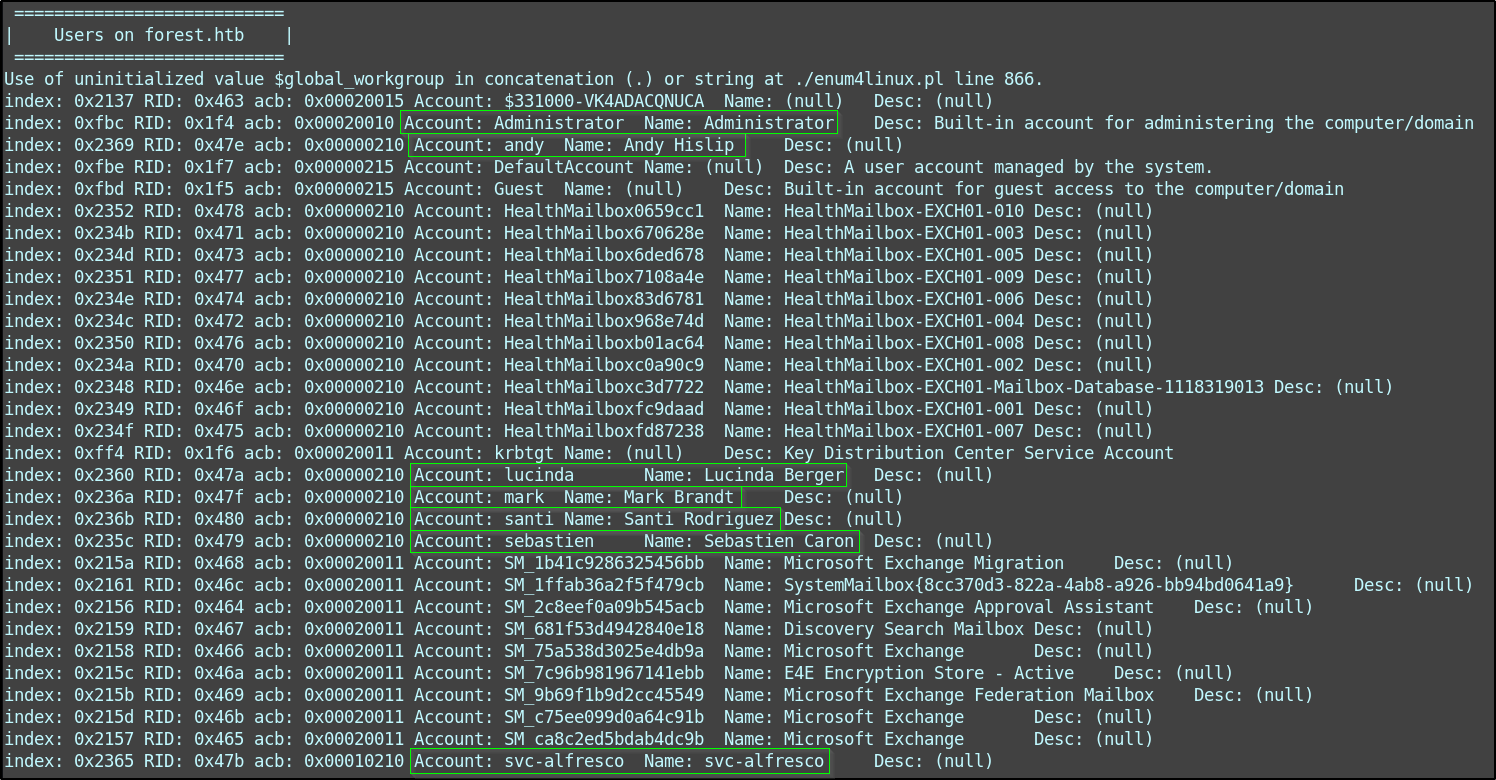 ===========================
|    Users on forest.htb    |
===========================
Use of uninitialized value $global_workgroup in concatenation (.) or string at ./enum4linux.pl line 866.
index: 0x2137 RID: 0x463 acb: 0x00020015 Account: $331000-VK4ADACQNUCA  Name: (null)   Desc: (null)
index: 0xfbc RID: 0x1f4 acb: 0x00020010 Account: Administrator  Name: Administrator    Desc: Built-in account for administering the computer/domain
index: 0x2369 RID: 0x47e acb: 0x00000210 Account: andy  Name: Andy Hislip     Desc: (null)
index: 0xfbe RID: 0x1f7 acb: 0x00000215 Account: DefaultAccount Name: (null)  Desc: A user account managed by the system.
index: 0xfbd RID: 0x1f5 acb: 0x00000215 Account: Guest  Name: (null)    Desc: Built-in account for guest access to the computer/domain
index: 0x2352 RID: 0x478 acb: 0x00000210 Account: HealthMailbox0659cc1  Name: HealthMailbox-EXCH01-010 Desc: (null)
index: 0x234b RID: 0x471 acb: 0x00000210 Account: HealthMailbox670628e  Name: HealthMailbox-EXCH01-003 Desc: (null)
index: 0x234d RID: 0x473 acb: 0x00000210 Account: HealthMailbox6ded678  Name: HealthMailbox-EXCH01-005 Desc: (null)
index: 0x2351 RID: 0x477 acb: 0x00000210 Account: HealthMailbox7108a4e  Name: HealthMailbox-EXCH01-009 Desc: (null)
index: 0x234e RID: 0x474 acb: 0x00000210 Account: HealthMailbox83d6781  Name: HealthMailbox-EXCH01-006 Desc: (null)
index: 0x234c RID: 0x472 acb: 0x00000210 Account: HealthMailbox968e74d  Name: HealthMailbox-EXCH01-004 Desc: (null)
index: 0x2350 RID: 0x476 acb: 0x00000210 Account: HealthMailboxb01ac64  Name: HealthMailbox-EXCH01-008 Desc: (null)
index: 0x234a RID: 0x470 acb: 0x00000210 Account: HealthMailboxc0a90c9  Name: HealthMailbox-EXCH01-002 Desc: (null)
index: 0x2348 RID: 0x46e acb: 0x00000210 Account: HealthMailboxc3d7722  Name: HealthMailbox-EXCH01-Mailbox-Database-1118319013 Desc: (null)
index: 0x2349 RID: 0x46f acb: 0x00000210 Account: HealthMailboxfc9daad  Name: HealthMailbox-EXCH01-001 Desc: (null)
index: 0x234f RID: 0x475 acb: 0x00000210 Account: HealthMailboxfd87238  Name: HealthMailbox-EXCH01-007 Desc: (null)
index: 0xff4 RID: 0x1f6 acb: 0x00020011 Account: krbtgt Name: (null)    Desc: Key Distribution Center Service Account
index: 0x2360 RID: 0x47a acb: 0x00000210 Account: lucinda       Name: Lucinda Berger   Desc: (null)
index: 0x236a RID: 0x47f acb: 0x00000210 Account: mark  Name: Mark Brandt     Desc: (null)
index: 0x236b RID: 0x480 acb: 0x00000210 Account: santi Name: Santi Rodriguez Desc: (null)
index: 0x235c RID: 0x479 acb: 0x00000210 Account: sebastien     Name: Sebastien Caron  Desc: (null)
index: 0x215a RID: 0x468 acb: 0x00020011 Account: SM_1b41c9286325456bb  Name: Microsoft Exchange Migration     Desc: (null)
index: 0x2161 RID: 0x46c acb: 0x00020011 Account: SM_1ffab36a2f5f479cb  Name: SystemMailbox{8cc370d3-822a-4ab8-a926-bb94bd0641a9}      Desc: (null)
index: 0x2156 RID: 0x464 acb: 0x00020011 Account: SM_2c8eef0a09b545acb  Name: Microsoft Exchange Approval Assistant    Desc: (null)
index: 0x2159 RID: 0x467 acb: 0x00020011 Account: SM_681f53d4942840e18  Name: Discovery Search Mailbox Desc: (null)
index: 0x2158 RID: 0x466 acb: 0x00020011 Account: SM_75a538d3025e4db9a  Name: Microsoft Exchange       Desc: (null)
index: 0x215c RID: 0x46a acb: 0x00020011 Account: SM_7c96b981967141ebb  Name: E4E Encryption Store - Active    Desc: (null)
index: 0x215b RID: 0x469 acb: 0x00020011 Account: SM_9b69f1b9d2cc45549  Name: Microsoft Exchange Federation Mailbox    Desc: (null)
index: 0x215d RID: 0x46b acb: 0x00020011 Account: SM_c75ee099d0a64c91b  Name: Microsoft Exchange       Desc: (null)
index: 0x2157 RID: 0x465 acb: 0x00020011 Account: SM_ca8c2ed5bdab4dc9b  Name: Microsoft Exchange       Desc: (null)
index: 0x2365 RID: 0x47b acb: 0x00010210 Account: svc-alfresco  Name: svc-alfresco     Desc: (null)